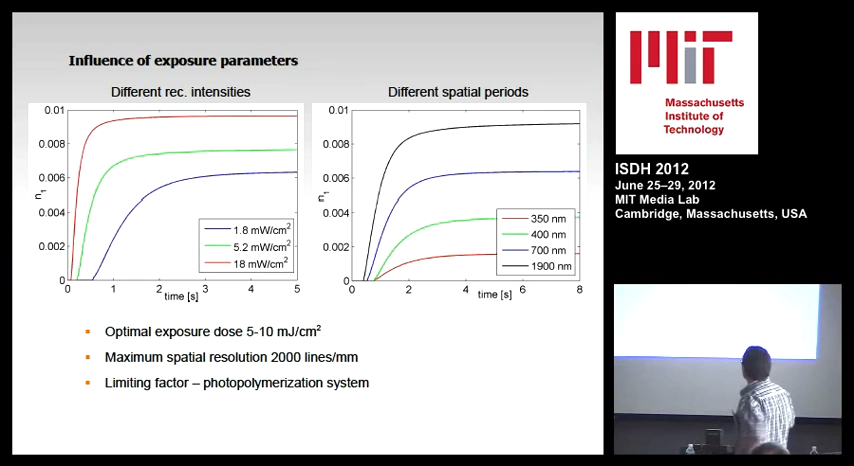 Influence of exposure parameters
Different rec. intensities
0.01
0.008
0.006
0.004
0.002
0
n1
0 1 2 3 4 5
time [s]
1.8 mW/cm²
5.2 mW/cm²
18 mW/cm²
Different spatial periods
0.01
0.008
0.006
0.004
0.002
0
n1
0 2 4 6 8
time [s]
350 nm
400 nm
700 nm
1900 nm
Optimal exposure dose 5-10 mJ/cm²
Maximum spatial resolution 2000 lines/mm
Limiting factor – photopolymerization system
MIT
Massachusetts
Institute of
Technology
ISDH 2012
June 25–29, 2012
MIT Media Lab
Cambridge, Massachusetts, USA